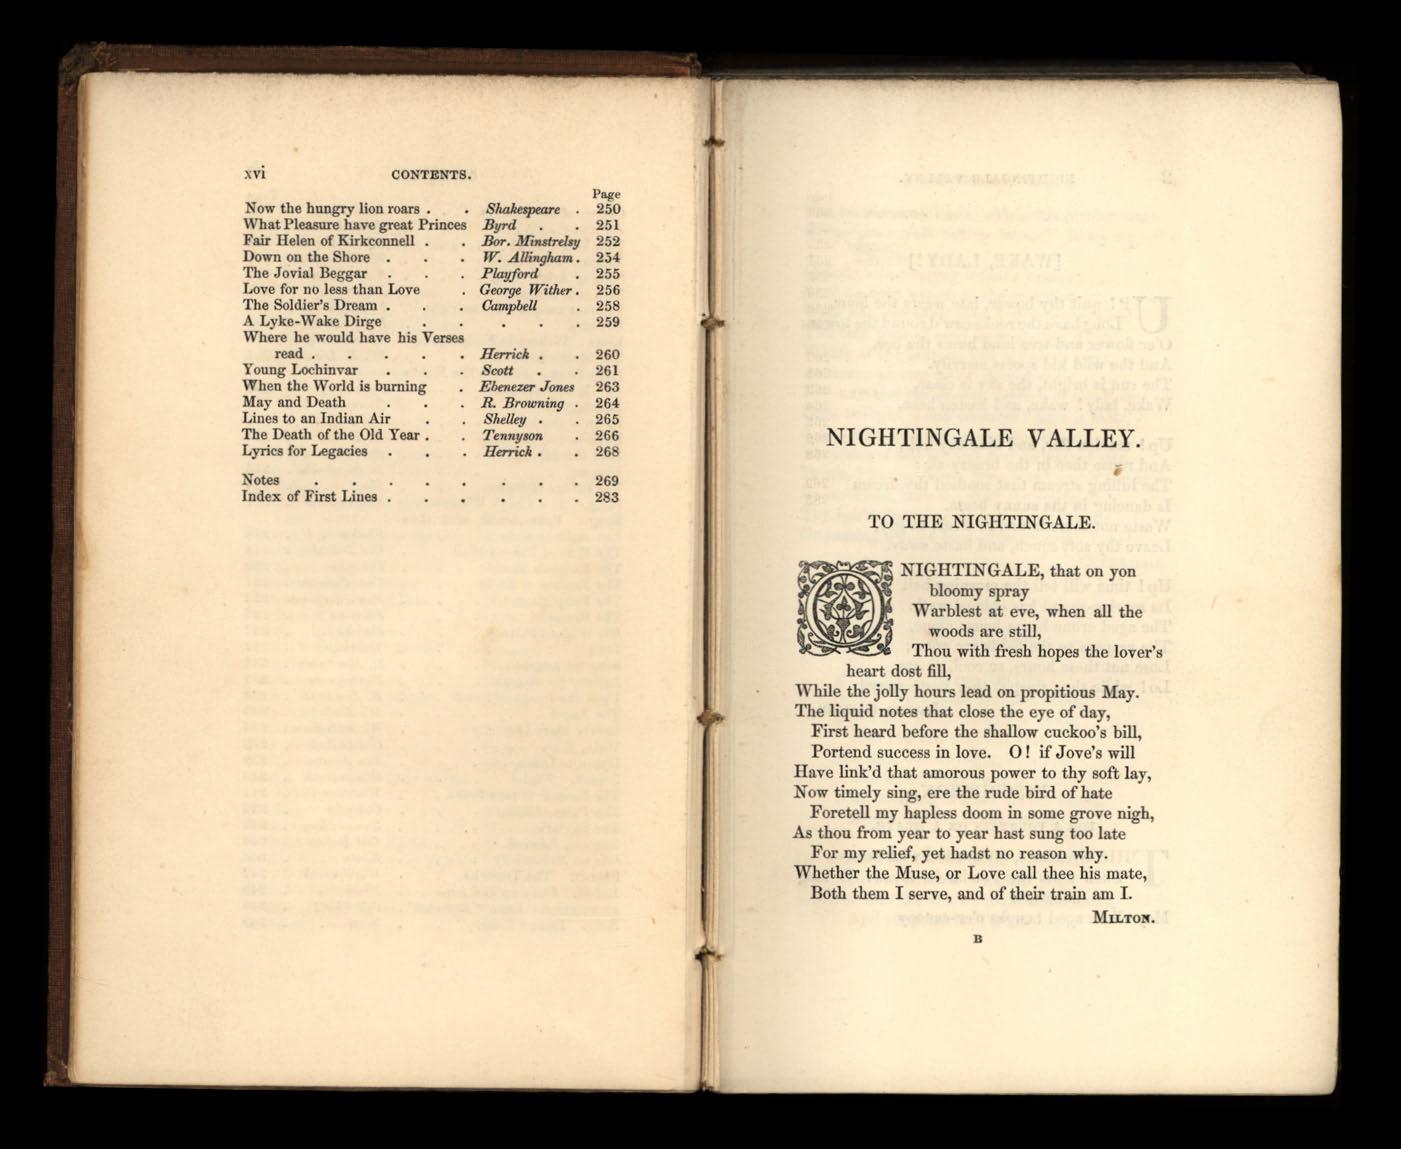 xvi CONTENTS.
Page
Now the hungry lion roars . . Shakespeare . 250
What Pleasure have great Princes Byrd . . 251
Fair Helen of Kirkconnell . . Bor. Minstrelsy 252
Down on the Shore . . . W. Allingham . 254
The Jovial Beggar . . . Playford . 255
Love for no less than Love . George Wither . 256
The Soldier's Dream . . . Campbell . 258
A Lyke-Wake Dirge . . . . . 259
Where he would have his Verses
read . . . . . Herrick . . 260
Young Lochinvar . . . Scott . . 261
When the World is burning . Ebenezer Jones 263
May and Death . . . R. Browning . 264
Lines to an Indian Air . . Shelley . . 265
The Death of the Old Year . . Tennyson . 266
Lyrics for Legacies . . . Herrick . . 268
Notes . . . . . . . . 269
Index of First Lines . . . . . . 283
NIGHTINGALE VALLEY.
TO THE NIGHTINGALE.
O NIGHTINGALE, that on yon
bloomy spray
Warblest at eve, when all the
woods are still,
Thou with fresh hopes the lover's
heart dost fill,
While the jolly hours lead on propitious May.
The liquid notes that close the eye of day,
First heard before the shallow cuckoo's bill,
Portend success in love. O! if Jove's will
Have link'd that amorous power to thy soft lay,
Now timely sing, ere the rude bird of hate
Foretell my hapless doom in some grove nigh,
As thou from year to year hast sung too late
For my relief, yet hadst no reason why.
Whether the Muse, or Love call thee his mate,
Both them I serve, and of their train am I.
MILTON.
B